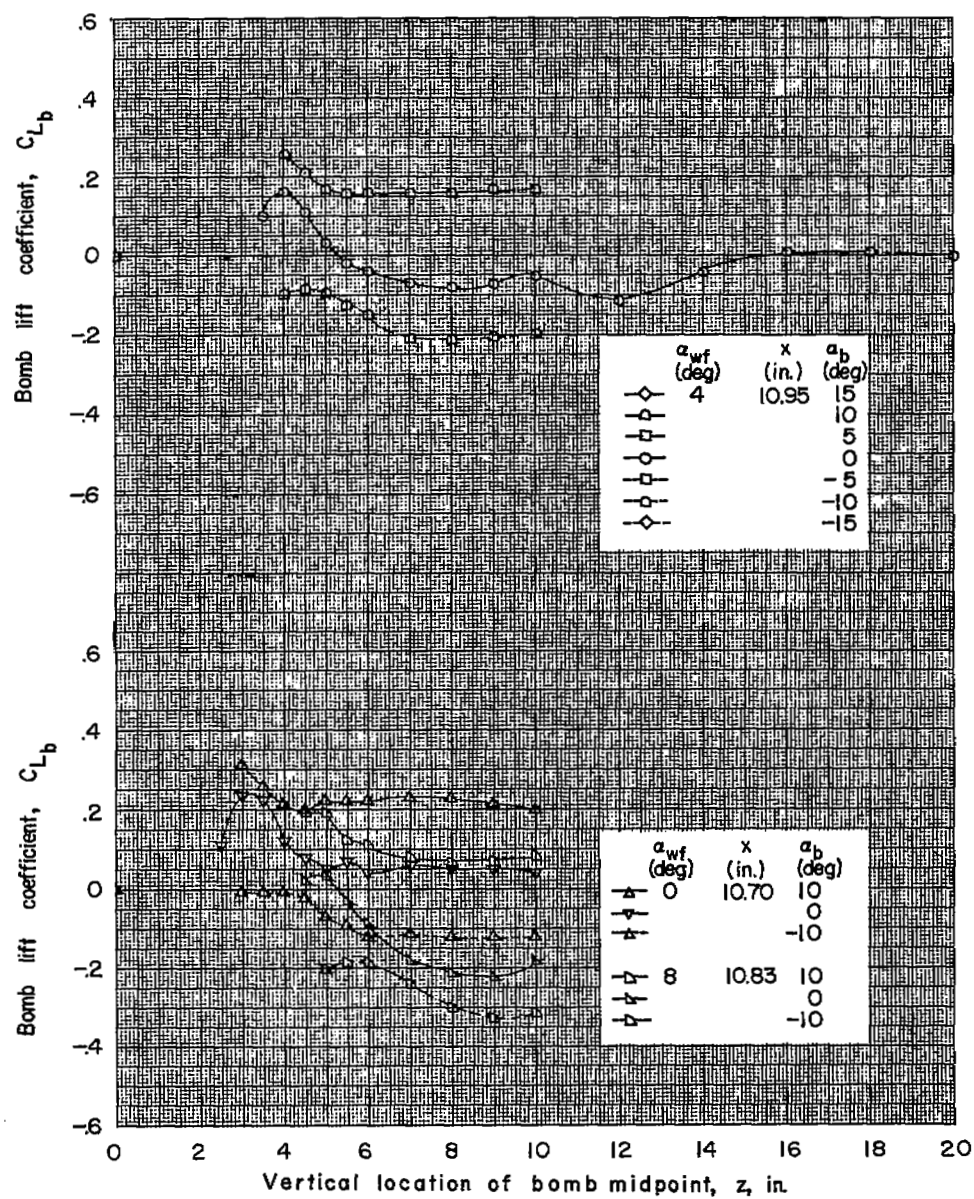 .6
.4
.2
0
-.2
-.4
-.6
Bomb lift coefficient, C_Lb
α_wf (deg) x (in.) α_b (deg)
4 10.95 15
10
5
0
-5
-10
-15
.6
.4
.2
0
-.2
-.4
-.6
Bomb lift coefficient, C_Lb
α_wf (deg) x (in.) α_b (deg)
0 10.70 10
0
-10
8 10.83 10
0
-10
0 2 4 6 8 10 12 14 16 18 20
Vertical location of bomb midpoint, z, in.